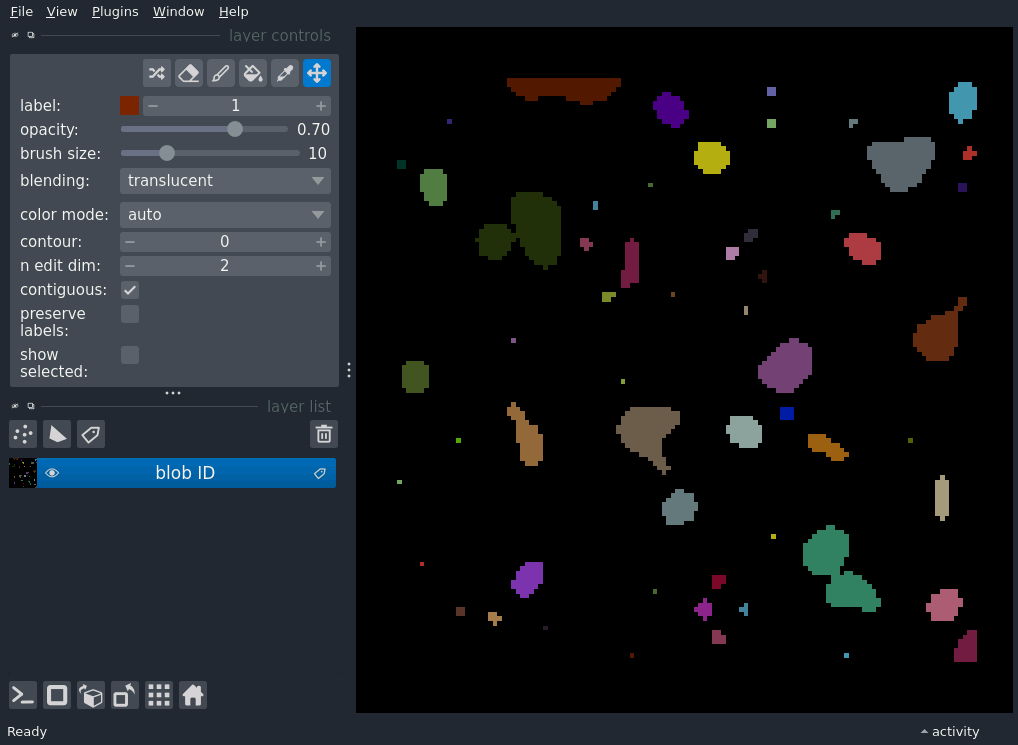 File View Plugins Window Help
layer controls
label: 1
opacity: 0.70
brush size: 10
blending: translucent
color mode: auto
contour: 0
n edit dim: 2
contiguous:
preserve
labels:
show
selected:
layer list
blob ID
Ready
activity